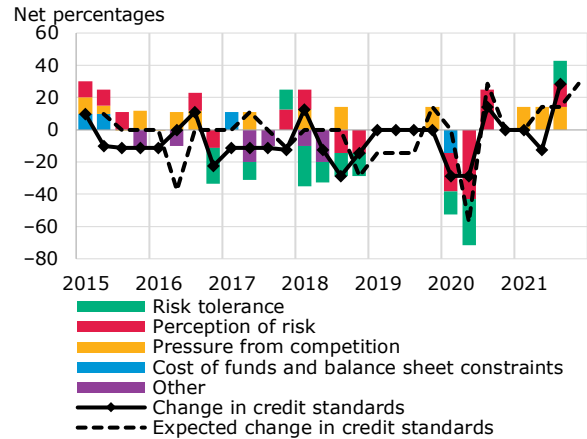 Net percentages
60
40
20
0
−20
−40
−60
−80
2015 2016 2017 2018 2019 2020 2021
Risk tolerance
Perception of risk
Pressure from competition
Cost of funds and balance sheet constraints
Other
Change in credit standards
Expected change in credit standards